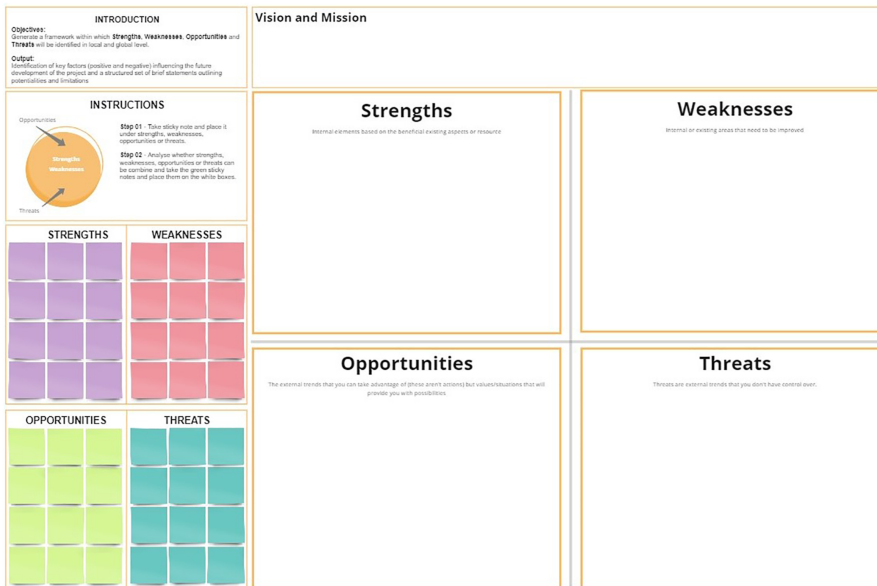 INTRODUCTION
Objectives:
Generate a framework within which Strengths, Weaknesses, Opportunities and
Threats will be identified in local and global level.
Output:
Identification of key factors (positive and negative) influencing the future
development of the project and a structured set of brief statements outlining
potentialities and limitations
INSTRUCTIONS
Opportunities
Strengths
Weaknesses
Threats
Step 01 - Take sticky note and place it
under strengths, weaknesses,
opportunities or threats.
Step 02 - Analyse whether strengths,
weaknesses, opportunities or threats can
be combine and take the green sticky
notes and place them on the white boxes.
STRENGTHS
WEAKNESSES
OPPORTUNITIES
THREATS
Vision and Mission
Strengths
Internal elements based on the beneficial existing aspects or resource
Weaknesses
Internal or existing areas that need to be improved
Opportunities
The external trends that you can take advantage of (these aren't actions) but values/situations that will
provide you with possibilities
Threats
Threats are external trends that you don't have control over.